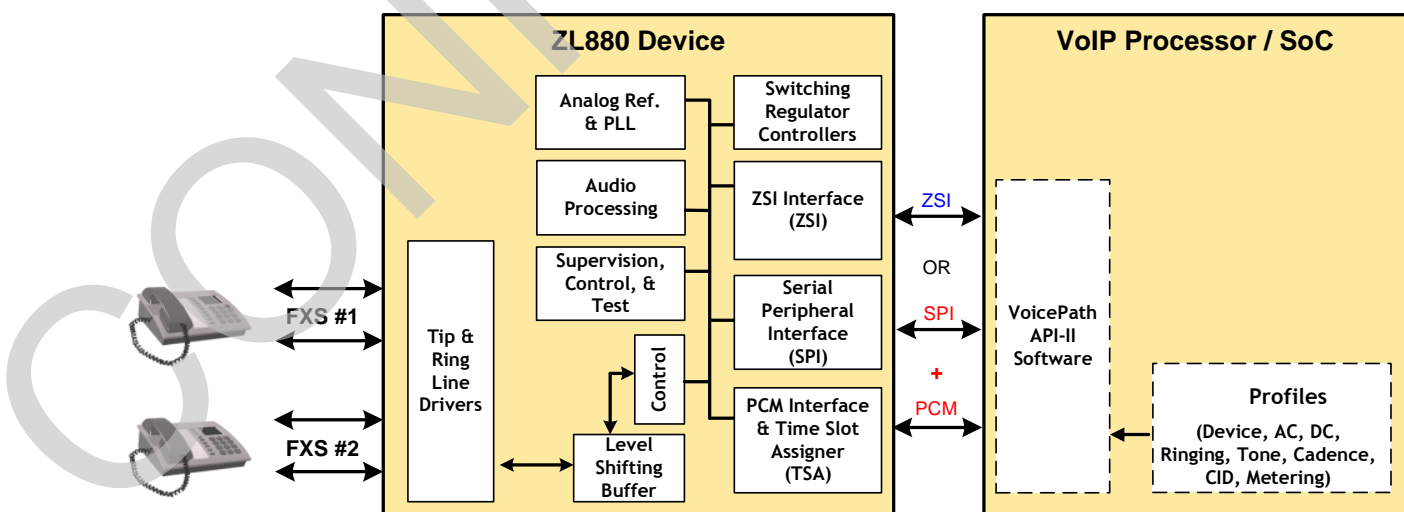 ZL880 Device
VoIP Processor / SoC
Analog Ref.
& PLL
Switching
Regulator
Controllers
Audio
Processing
ZSI Interface
(ZSI)
ZSI
Supervision,
Control, &
Test
OR
Serial
Peripheral
Interface
(SPI)
SPI
VoicePath
API-II
Software
FXS #1
Tip &
Ring
Line
Drivers
Control
+
PCM Interface
& Time Slot
Assigner
(TSA)
PCM
Profiles
(Device, AC, DC,
Ringing, Tone, Cadence,
CID, Metering)
FXS #2
Level
Shifting
Buffer